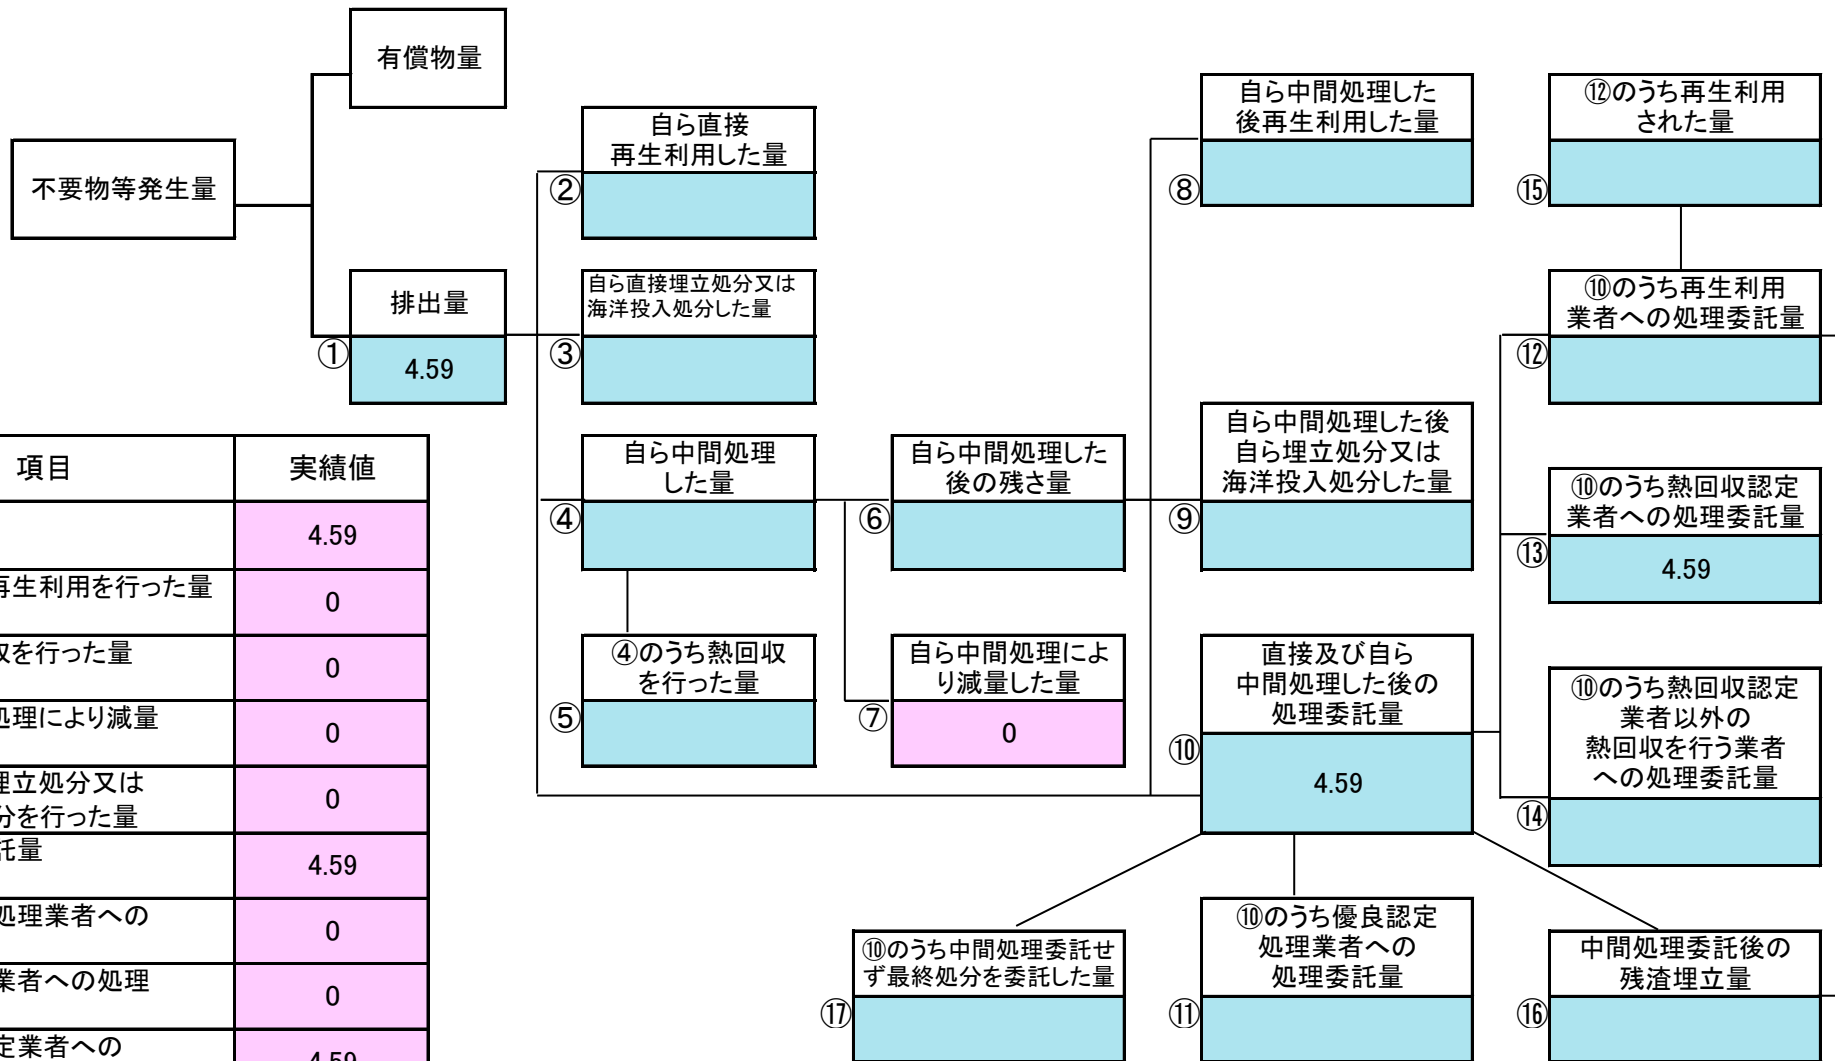 有償物量
不要物等発生量
排出量
①
4.59
自ら直接
再生利用した量
②
自ら直接埋立処分又は
海洋投入処分した量
③
自ら中間処理
した量
④
④のうち熱回収
を行った量
⑤
自ら中間処理した
後の残さ量
⑥
自ら中間処理によ
り減量した量
⑦
0
自ら中間処理した
後再生利用した量
⑧
自ら中間処理した後
自ら埋立処分又は
海洋投入処分した量
⑨
直接及び自ら
中間処理した後の
処理委託量
⑩
4.59
⑫のうち再生利用
された量
⑮
⑩のうち再生利用
業者への処理委託量
⑫
⑩のうち熱回収認定
業者への処理委託量
⑬
4.59
⑩のうち熱回収認定
業者以外の
熱回収を行う業者
への処理委託量
⑭
⑩のうち中間処理委託せ
ず最終処分を委託した量
⑰
⑩のうち優良認定
処理業者への
処理委託量
⑪
中間処理委託後の
残渣埋立量
⑯
項目
実績値
4.59
再生利用を行った量
0
収を行った量
0
処理により減量
0
埋立処分又は
分を行った量
0
託量
4.59
処理業者への
0
業者への処理
0
定業者への
4.59